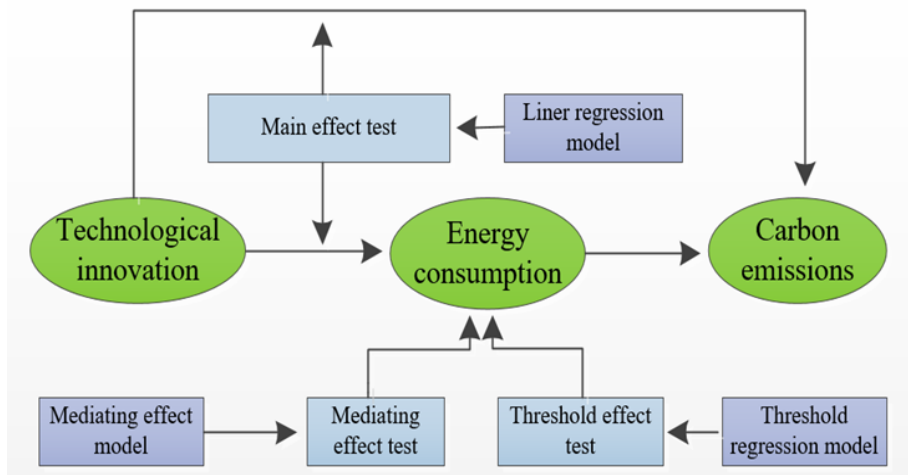 Main effect test
Liner regression
model
Technological
innovation
Energy
consumption
Carbon
emissions
Mediating effect
model
Mediating
effect test
Threshold effect
test
Threshold
regression model